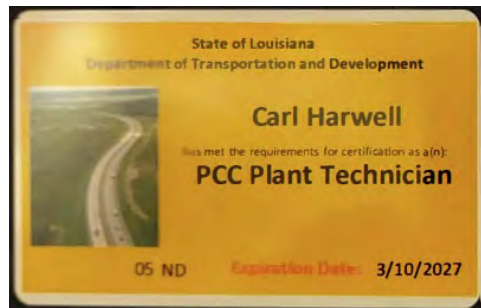 State of Louisiana
Department of Transportation and Development
Carl Harwell
has met the requirements for certification as a(n):
PCC Plant Technician
05 ND Expiration Date: 3/10/2027